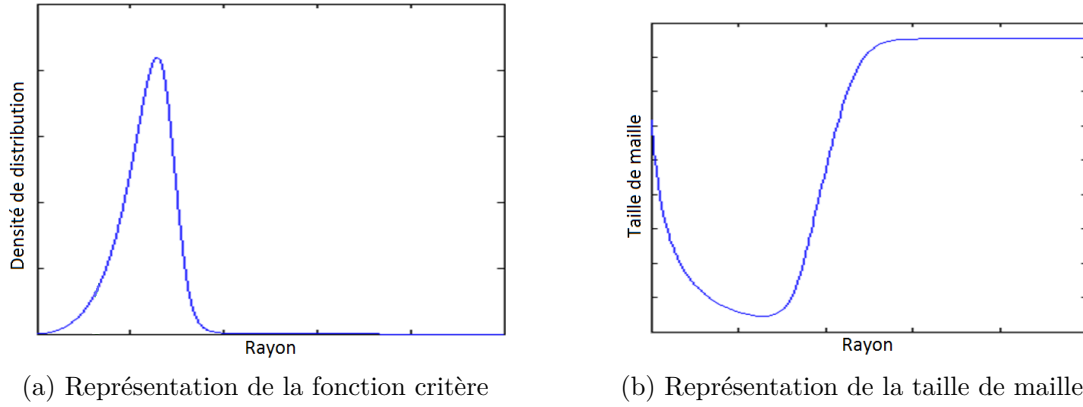 Densité de distribution
Rayon
(a) Représentation de la fonction critère
Taille de maille
Rayon
(b) Représentation de la taille de maille